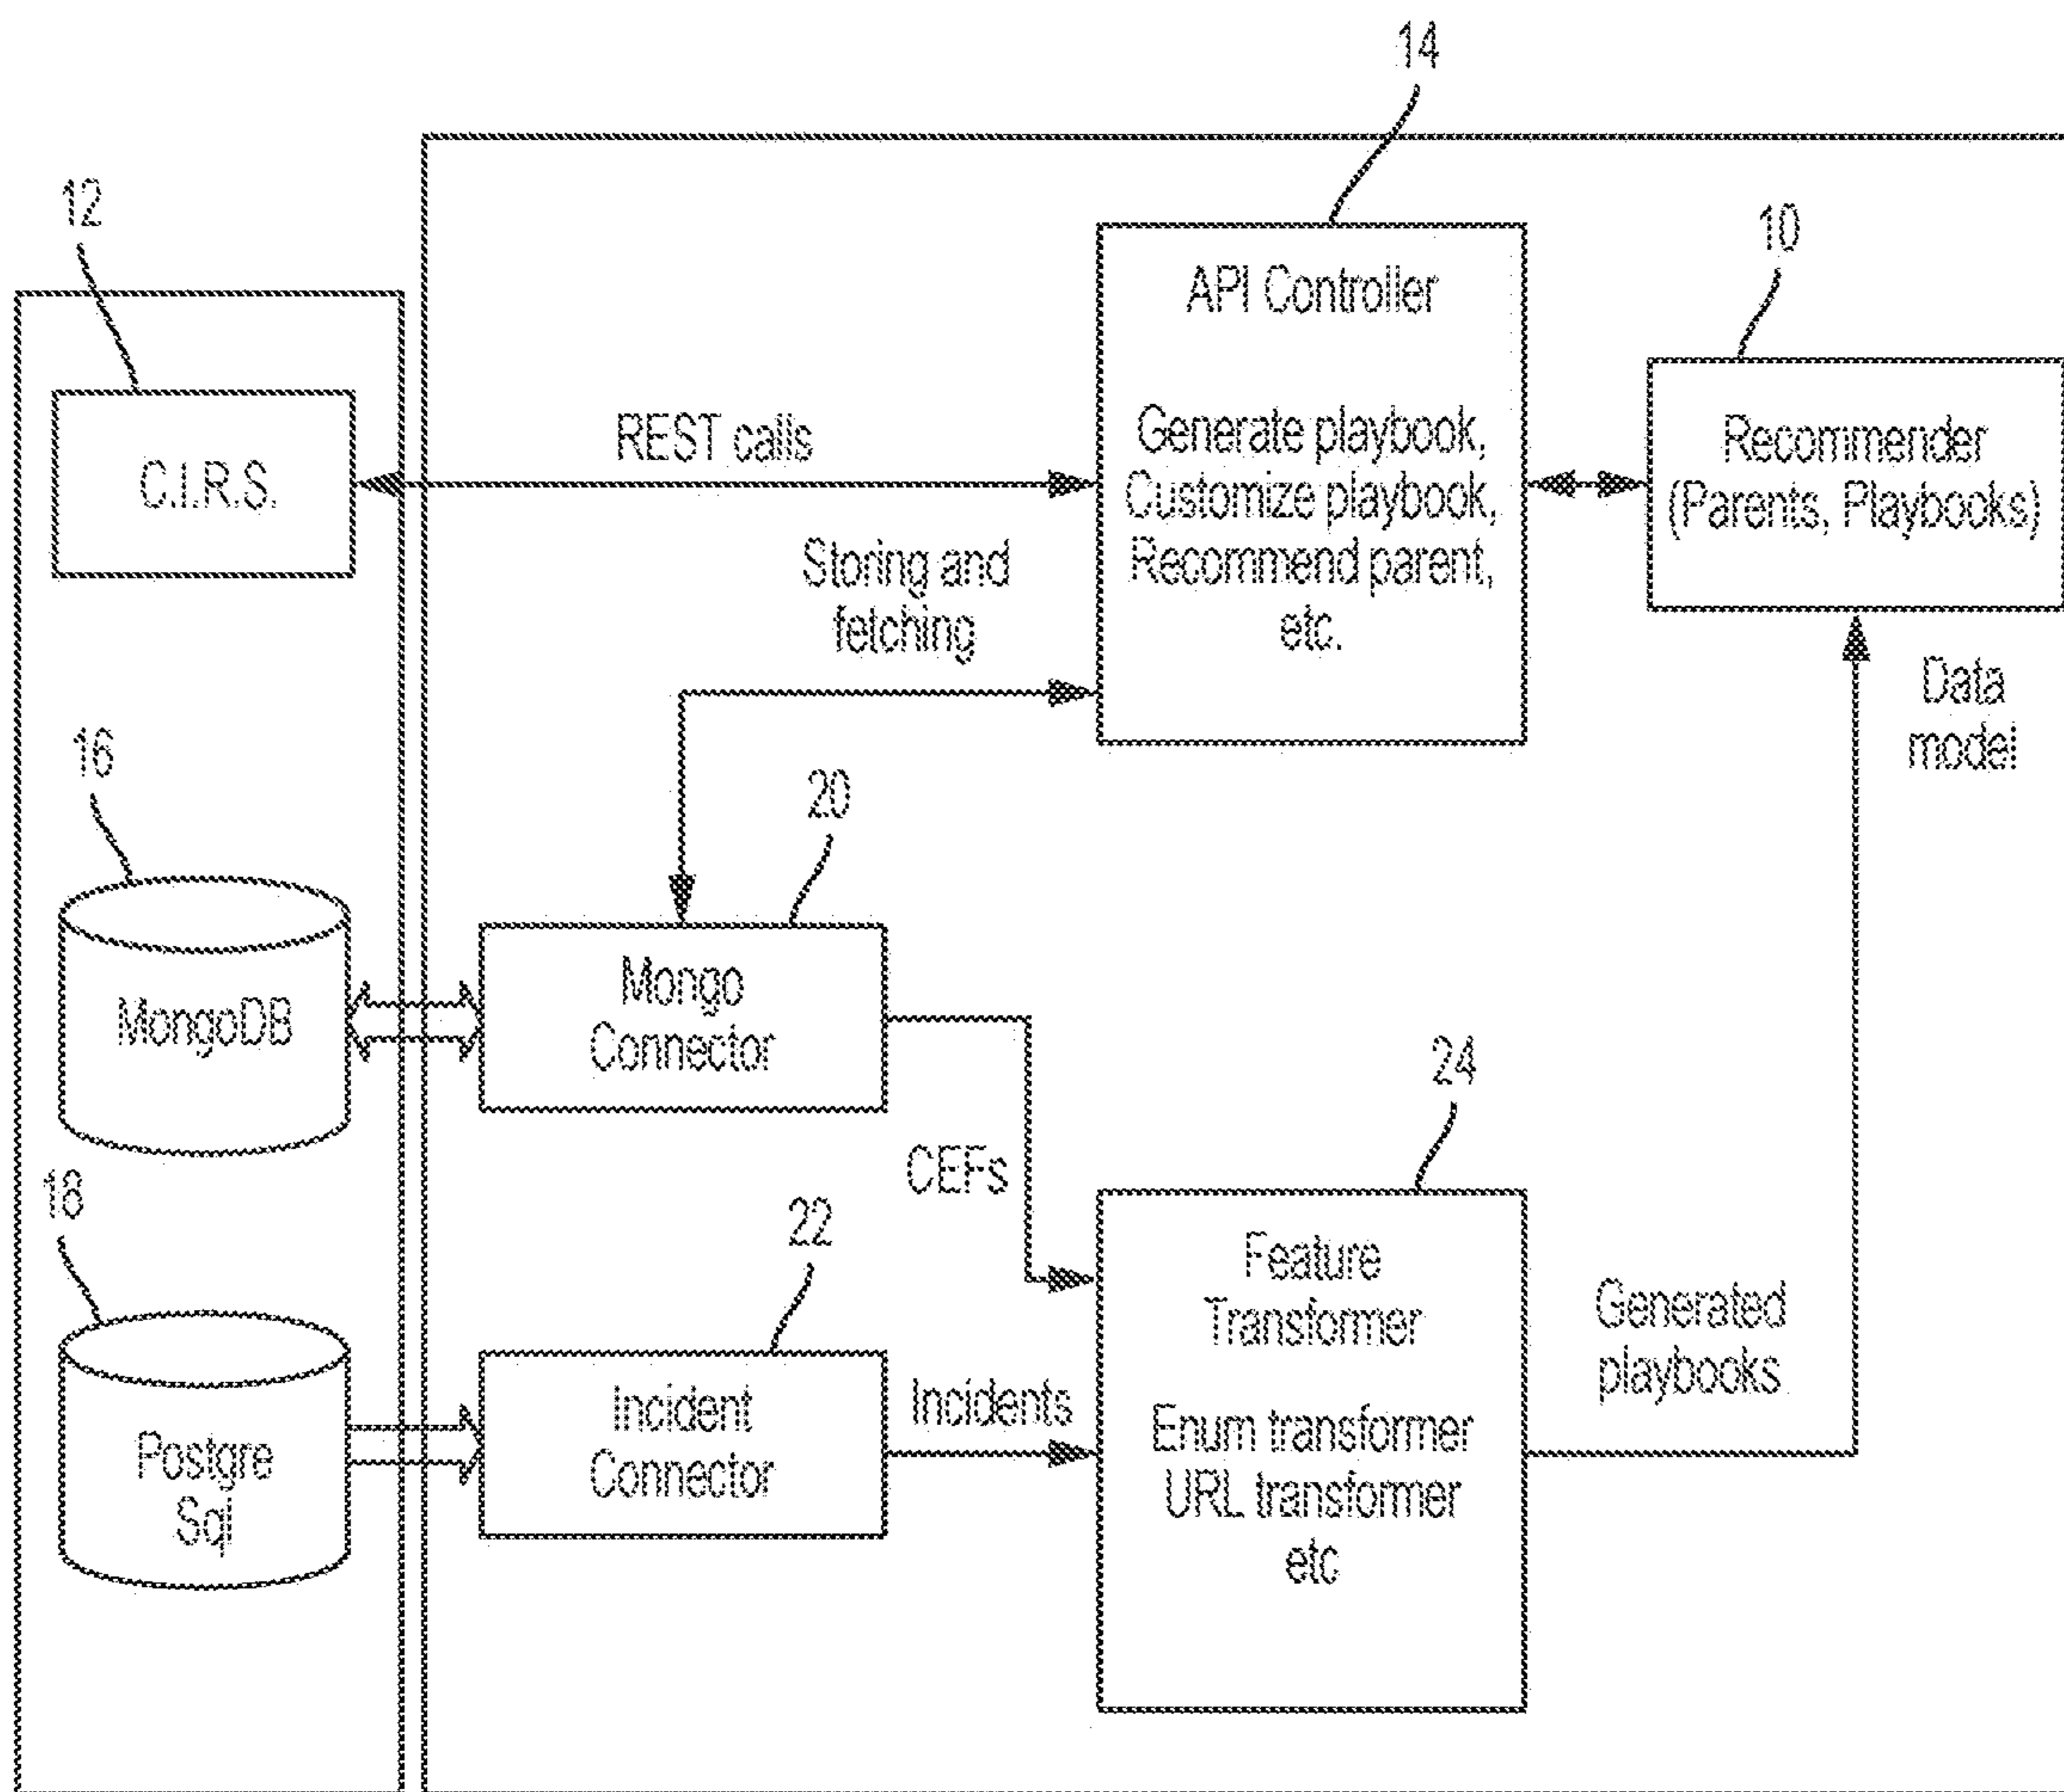 14
12
10
API Controller
Generate playbook,
Customize playbook,
Recommend parent,
etc.
Recommender
(Parents, Playbooks)
C.I.R.S.
REST calls
Storing and
fetching
Data
model
16
20
MongoDB
Mongo
Connector
24
CEFs
18
22
Feature
Transformer
Enum transformer
URL transformer
etc
Generated
playbooks
Postgre
Sql
Incident
Connector
Incidents